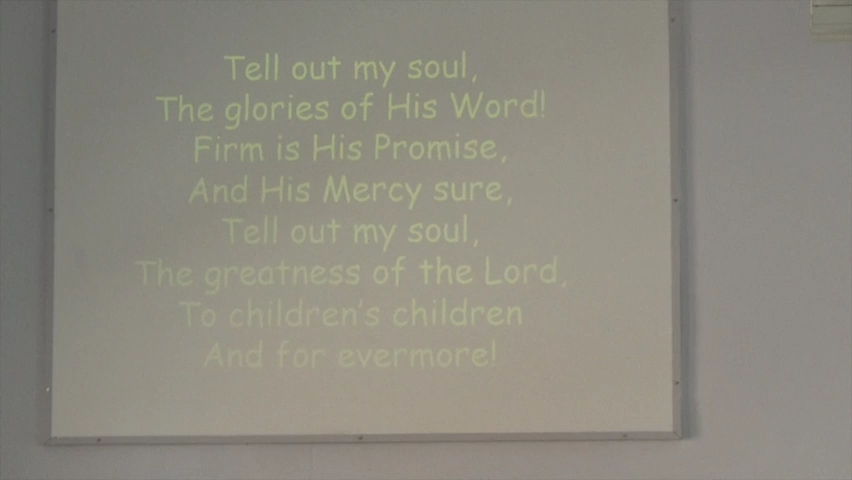 Tell out my soul,
The glories of His Word!
Firm is His Promise,
And His Mercy sure,
Tell out my soul,
The greatness of the Lord,
To children's children
And for evermore!